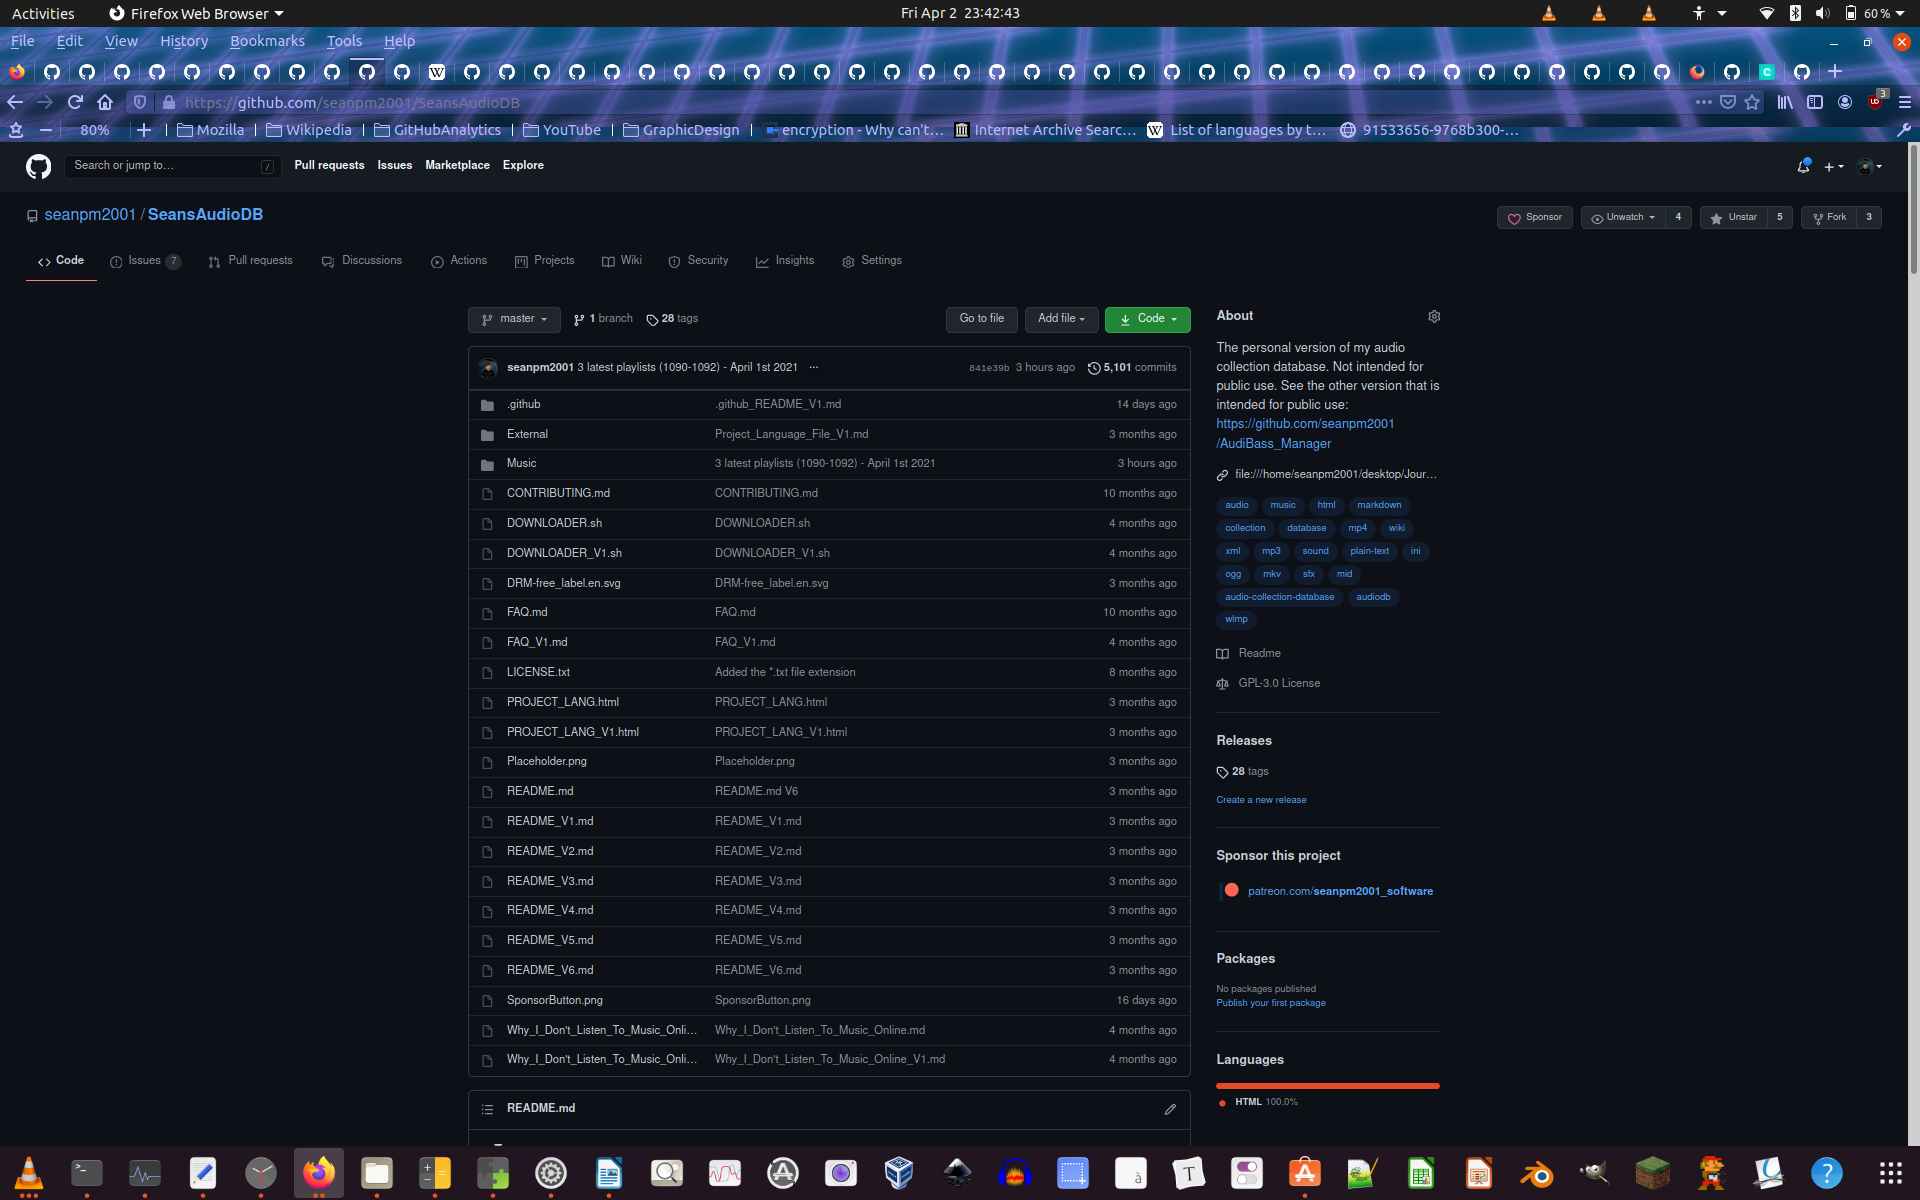 Activities Firefox Web Browser Fri Apr 2 23:42:43 60 %
File Edit View History Bookmarks Tools Help
https://github.com/seanpm2001/SeansAudioDB 3
80% Mozilla Wikipedia GitHubAnalytics YouTube GraphicDesign encryption - Why can't… Internet Archive Searc… List of languages by t… 91533656-9768b300-…
Search or jump to… / Pull requests Issues Marketplace Explore
seanpm2001 / SeansAudioDB Sponsor Unwatch 4 Unstar 5 Fork 3
Code Issues 7 Pull requests Discussions Actions Projects Wiki Security Insights Settings
master 1 branch 28 tags Go to file Add file Code
seanpm2001 3 latest playlists (1090-1092) - April 1st 2021 ··· 841e39b 3 hours ago 5,101 commits
.github .github_README_V1.md 14 days ago
External Project_Language_File_V1.md 3 months ago
Music 3 latest playlists (1090-1092) - April 1st 2021 3 hours ago
CONTRIBUTING.md CONTRIBUTING.md 10 months ago
DOWNLOADER.sh DOWNLOADER.sh 4 months ago
DOWNLOADER_V1.sh DOWNLOADER_V1.sh 4 months ago
DRM-free_label.en.svg DRM-free_label.en.svg 3 months ago
FAQ.md FAQ.md 10 months ago
FAQ_V1.md FAQ_V1.md 4 months ago
LICENSE.txt Added the *.txt file extension 8 months ago
PROJECT_LANG.html PROJECT_LANG.html 3 months ago
PROJECT_LANG_V1.html PROJECT_LANG_V1.html 3 months ago
Placeholder.png Placeholder.png 3 months ago
README.md README.md V6 3 months ago
README_V1.md README_V1.md 3 months ago
README_V2.md README_V2.md 3 months ago
README_V3.md README_V3.md 3 months ago
README_V4.md README_V4.md 3 months ago
README_V5.md README_V5.md 3 months ago
README_V6.md README_V6.md 3 months ago
SponsorButton.png SponsorButton.png 16 days ago
Why_I_Don't_Listen_To_Music_Onli… Why_I_Don't_Listen_To_Music_Online.md 4 months ago
Why_I_Don't_Listen_To_Music_Onli… Why_I_Don't_Listen_To_Music_Online_V1.md 4 months ago
README.md
About
The personal version of my audio
collection database. Not intended for
public use. See the other version that is
intended for public use:
https://github.com/seanpm2001
/AudiBass_Manager
file:///home/seanpm2001/desktop/Jour…
audio music html markdown
collection database mp4 wiki
xml mp3 sound plain-text ini
ogg mkv sfx mid
audio-collection-database audiodb
wlmp
Readme
GPL-3.0 License
Releases
28 tags
Create a new release
Sponsor this project
patreon.com/seanpm2001_software
Packages
No packages published
Publish your first package
Languages
HTML 100.0%